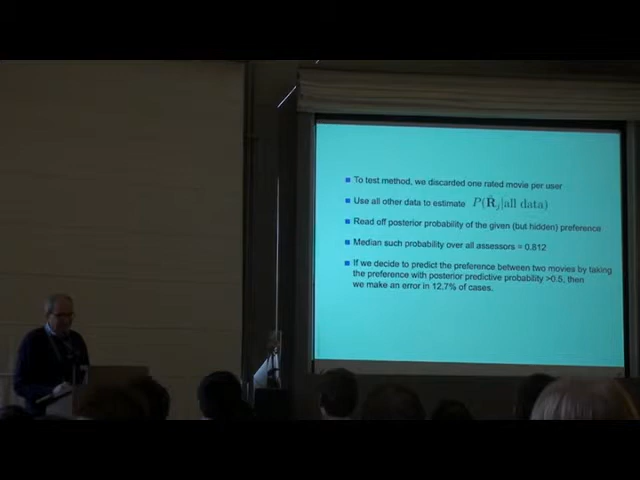 To test method, we discarded one rated movie per user
Use all other data to estimate P(R̃ⱼ|all data)
Read off posterior probability of the given (but hidden) preference
Median such probability over all assessors = 0.812
If we decide to predict the preference between two movies by taking
the preference with posterior predictive probability >0.5, then
we make an error in 12.7% of cases.